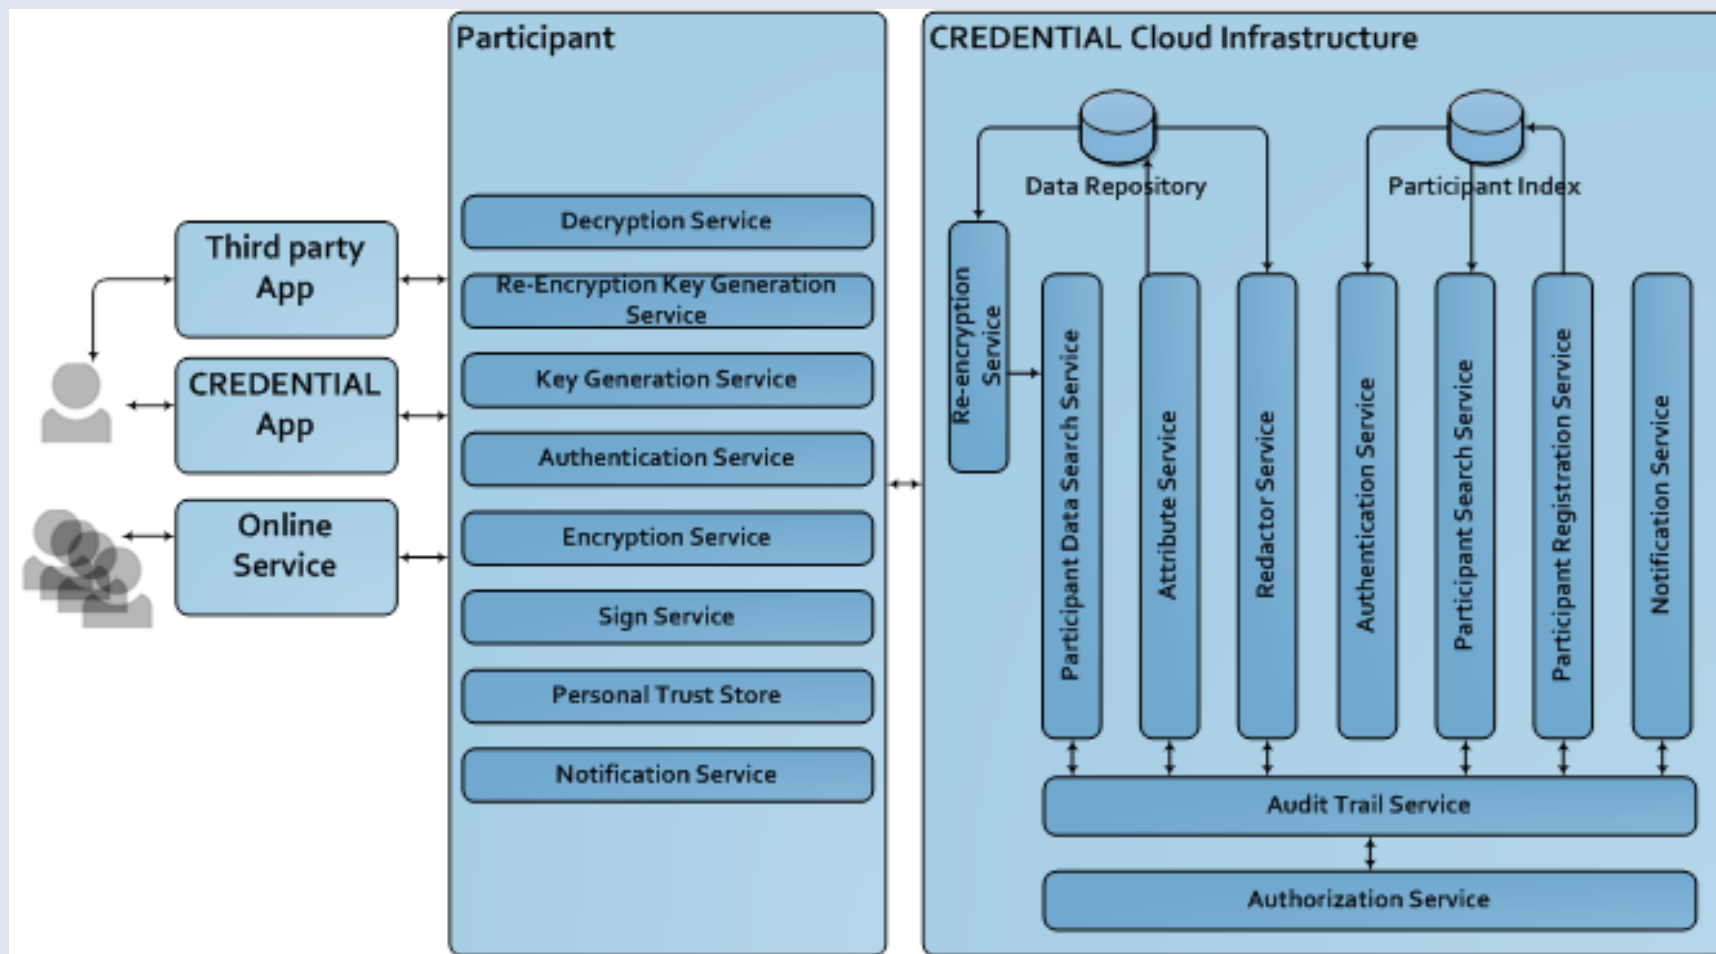 Participant
CREDENTIAL Cloud Infrastructure
Third party
App
CREDENTIAL
App
Online
Service
Decryption Service
Re-Encryption Key Generation
Service
Key Generation Service
Authentication Service
Encryption Service
Sign Service
Personal Trust Store
Notification Service
Data Repository
Participant Index
Re-encryption
Service
Participant Data Search Service
Attribute Service
Redactor Service
Authentication Service
Participant Search Service
Participant Registration Service
Notification Service
Audit Trail Service
Authorization Service